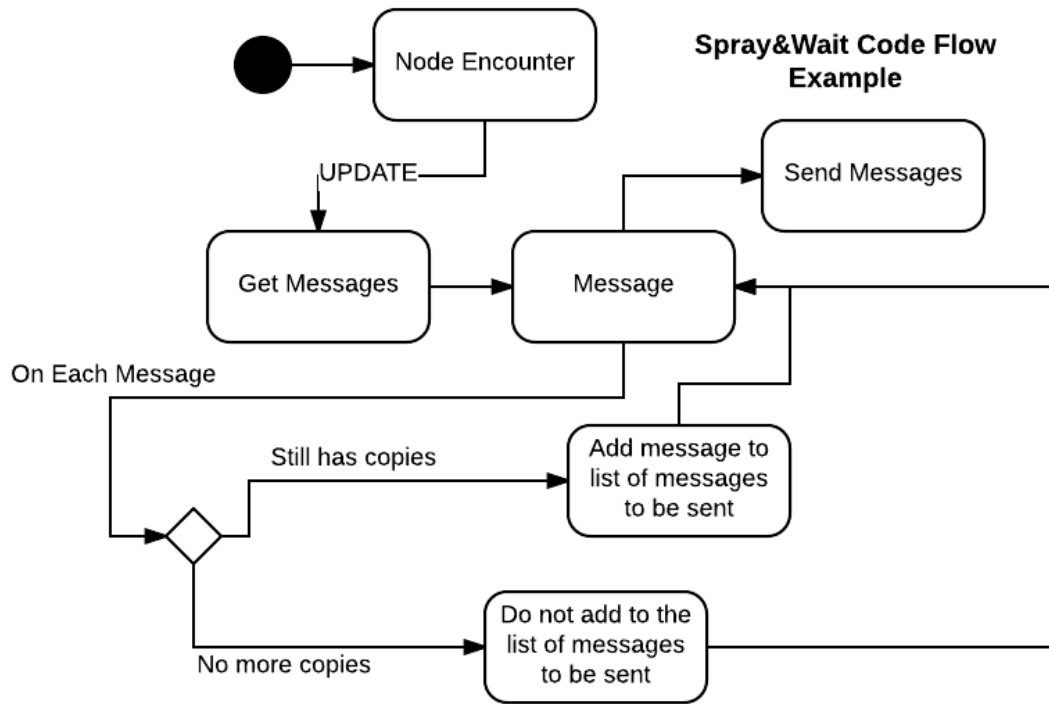 Spray&Wait Code Flow
Example
Node Encounter
UPDATE
Send Messages
Get Messages
Message
On Each Message
Still has copies
Add message to
list of messages
to be sent
No more copies
Do not add to the
list of messages
to be sent